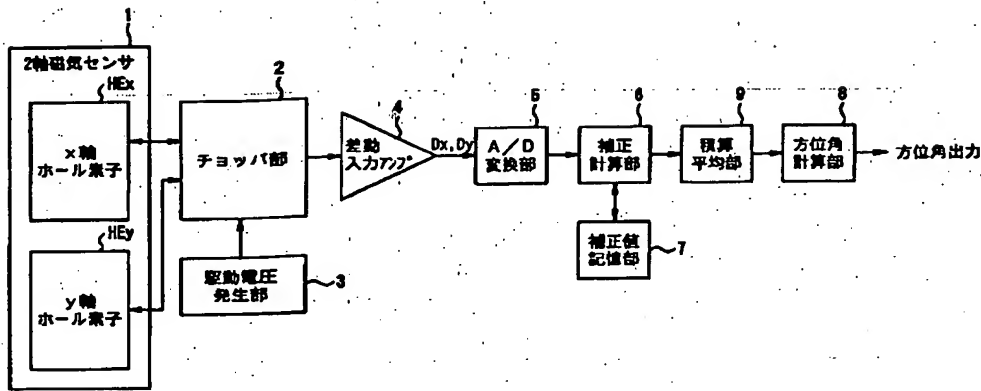 1
2軸磁気センサ
HEx
x軸
ホール素子
HEy
y軸
ホール素子
2
チョッパ部
駆動電圧
発生部
3
4
差動
入力アンプ
Dx,Dy
5
A/D
変換部
6
補正
計算部
補正値
記憶部
7
9
積算
平均部
8
方位角
計算部
方位角出力